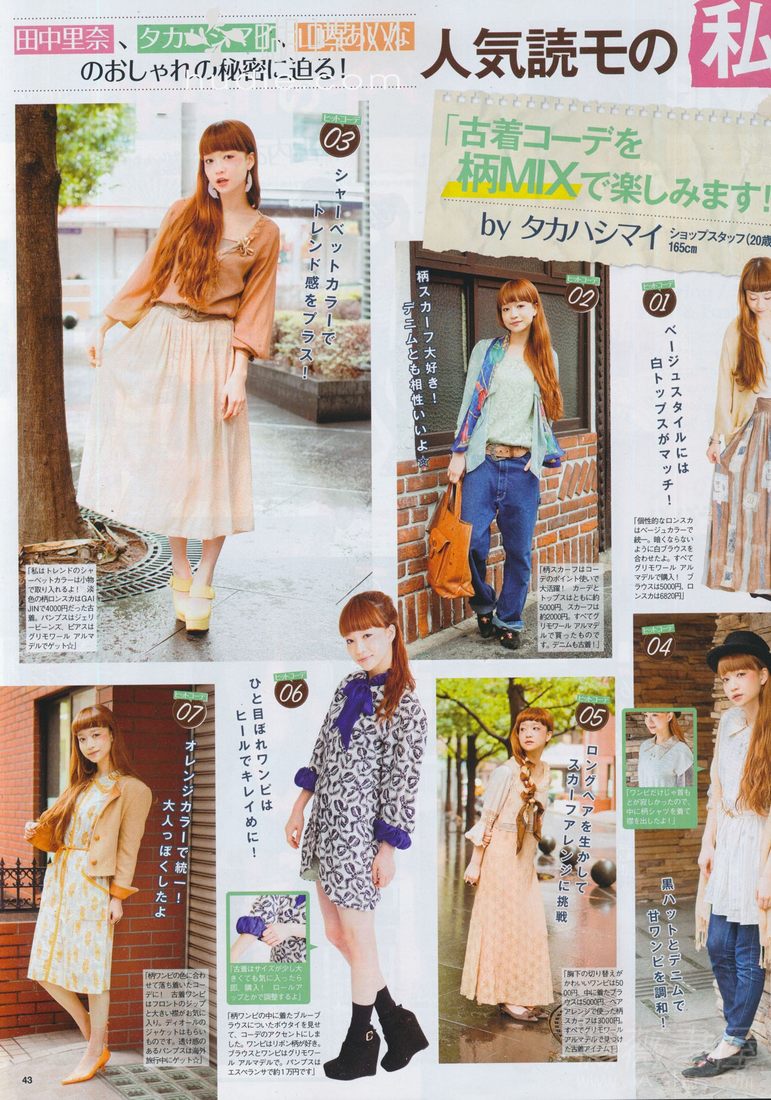 田中里奈、タカハシマイ、
のおしゃれの秘密に迫る!
人気読モの 私
「古着コーデを
柄MIXで楽しみます!
by タカハシマイ ショップスタッフ(20歳
165cm
ヒットコーデ
03
シャーベットカラーで
トレンド感をプラス!
「私はトレンドのシャ
ーベットカラーは小物
で取り入れるよ! 淡
色の柄ロンスカはGAI
JINで4000円だった古
着。パンプスはジェリ
ービーンズ、ピアスは
グリモワール アルマ
デルでゲット☆」
ヒットコーデ
02
柄スカーフ大好き!
デニムとも相性いいよ☆
「柄スカーフはコーデ
のポイント使いで
大活躍! カーデと
トップスはともに約
5000円、スカーフは
約2000円。すべてグ
リモワール アルマデル
で買ったもので
す。デニムも古着!」
ヒットコーデ
01
ベージュスタイルには
白トップスがマッチ!
「個性的なロンスカ
はベージュカラーで
統一。暗くならない
ように白ブラウスを
合わせたよ。すべて
グリモワール アル
マデルで購入! ブ
ラウスは5000円、ロ
ンスカは6820円」
ヒットコーデ
04
「ワンピだけじゃ首も
とが寂しかったので、
中に柄シャツを着て
襟を出したよ!」
黒ハットとデニムで
甘ワンピを調和!
ヒットコーデ
05
ロングヘアを生かして
スカーフアレンジに挑戦
「胸下の切り替えが
かわいいワンピは50
00円、中に着たブラ
ウスは5000円、ヘア
アレンジで使った柄
スカーフは3000円。
すべてグリモワール
アルマデルで見つけ
た古着アイテム!」
ヒットコーデ
06
ひと目ぼれワンピは
ヒールでキレイめに!
「古着はサイズが少し大
きくても気に入ったら
即、購入! ロールア
ップとかで調整するよ」
「柄ワンピの中に着たブルーブ
ラウスについたボウタイを見せ
て、コーデのアクセントにしまし
た。ワンピはリボン柄が好き。
ブラウスとワンピはグリモワー
ル アルマデルで。パンプスは
エスペランサで約1万円です」
ヒットコーデ
07
オレンジカラーで統一!
大人っぽくしたよ
「柄ワンピの色に合わ
せて落ち着いたコー
デに! 古着ワンピ
はフロントのジップ
と大きい襟がお気に
入り。ディオールの
ジャケットはもらい
ものです。透け感の
あるパンプスは海外
旅行中にゲット☆」
43